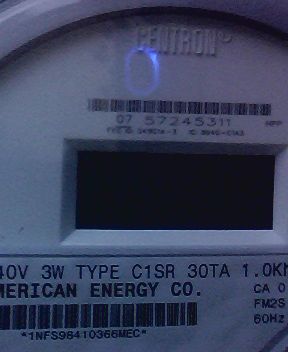 CENTRON
07 57245311
40V 3W TYPE C1SR 30TA 1.0K
MERICAN ENERGY CO. CA 0
FM2S
60Hz
*1NFS98410366MEC*